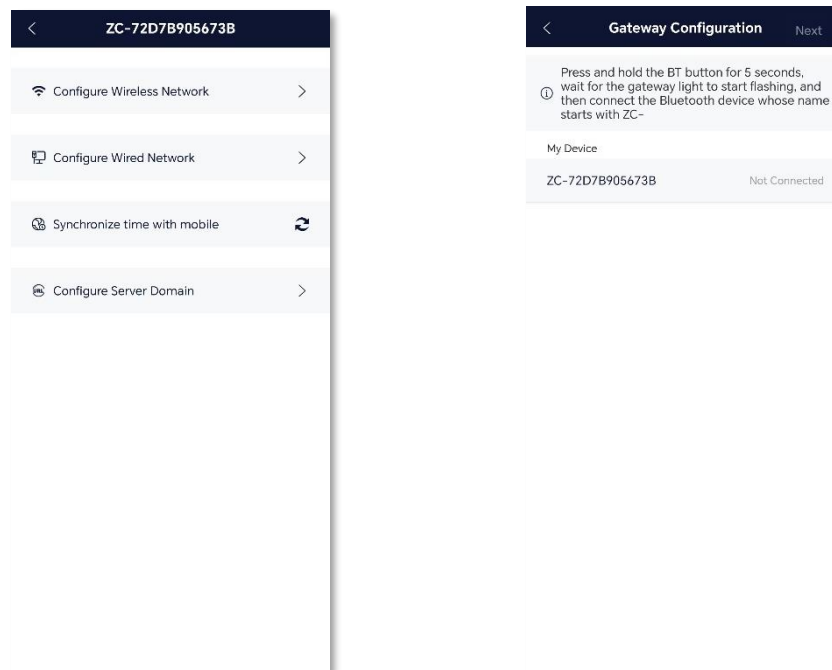 ZC-72D7B905673B
Configure Wireless Network
Configure Wired Network
Synchronize time with mobile
Configure Server Domain
Gateway Configuration
Next
Press and hold the BT button for 5 seconds,
wait for the gateway light to start flashing, and
then connect the Bluetooth device whose name
starts with ZC-
My Device
ZC-72D7B905673B
Not Connected